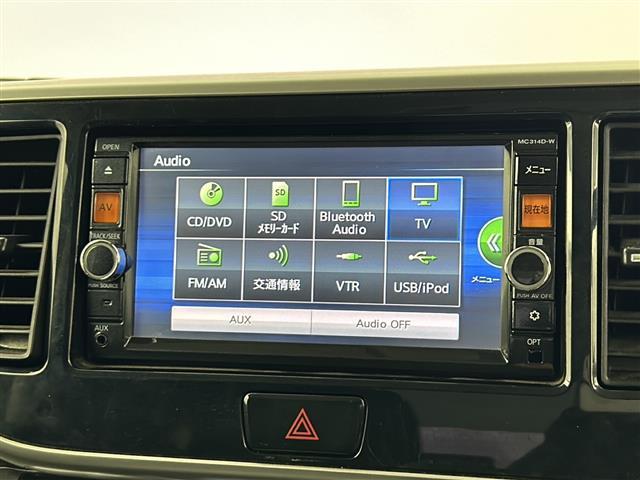 OPEN
MC314D-W
Audio
メニュー
AV
CD/DVD
SD
メモリーカード
Bluetooth
Audio
TV
現在地
TRACK/SEEK
音量
FM/AM
交通情報
VTR
USB/iPod
メニュー
PUSH SOURCE
PUSH AV OFF
AUX
AUX
Audio OFF
OPT